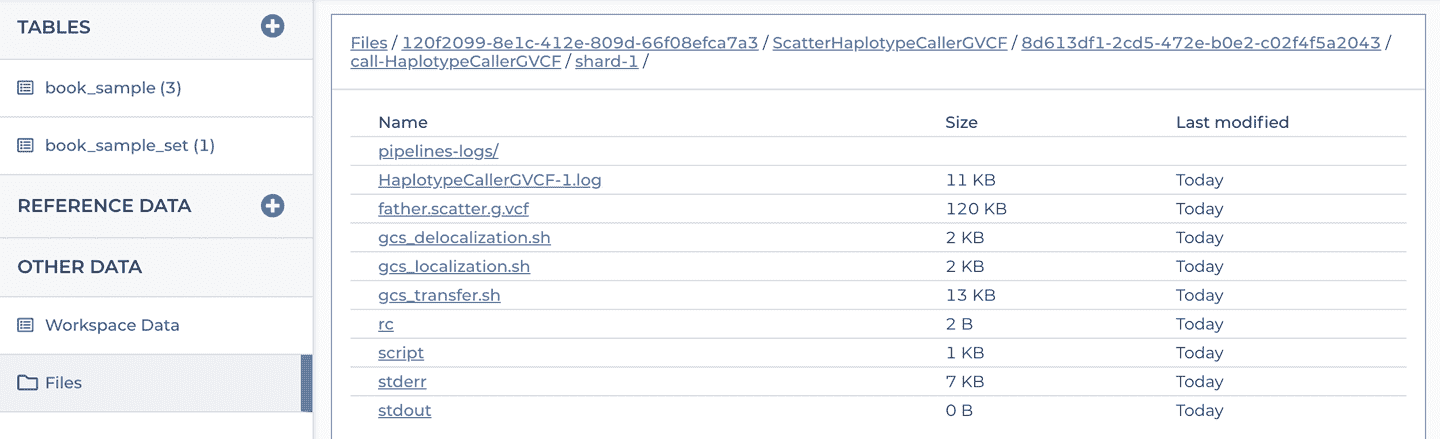 TABLES
book_sample (3)
book_sample_set (1)
REFERENCE DATA
OTHER DATA
Workspace Data
Files
Files / 120f2099-8e1c-412e-809d-66f08efca7a3 / ScatterHaplotypeCallerGVCF / 8d613df1-2cd5-472e-b0e2-c02f4f5a2043 /
call-HaplotypeCallerGVCF / shard-1 /
Name Size Last modified
pipelines-logs/
HaplotypeCallerGVCF-1.log 11 KB Today
father.scatter.g.vcf 120 KB Today
gcs_delocalization.sh 2 KB Today
gcs_localization.sh 2 KB Today
gcs_transfer.sh 13 KB Today
rc 2 B Today
script 1 KB Today
stderr 7 KB Today
stdout 0 B Today